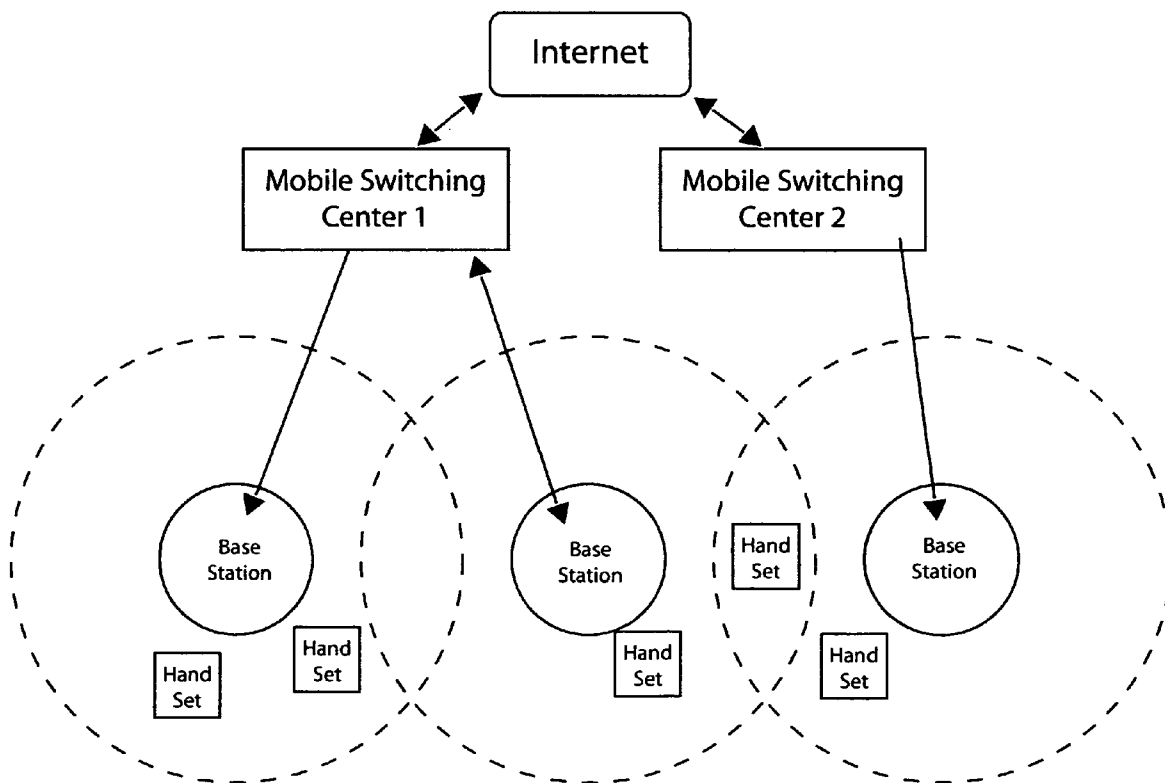 Internet
Mobile Switching
Center 1
Mobile Switching
Center 2
Base
Station
Base
Station
Hand
Set
Base
Station
Hand
Set
Hand
Set
Hand
Set
Hand
Set